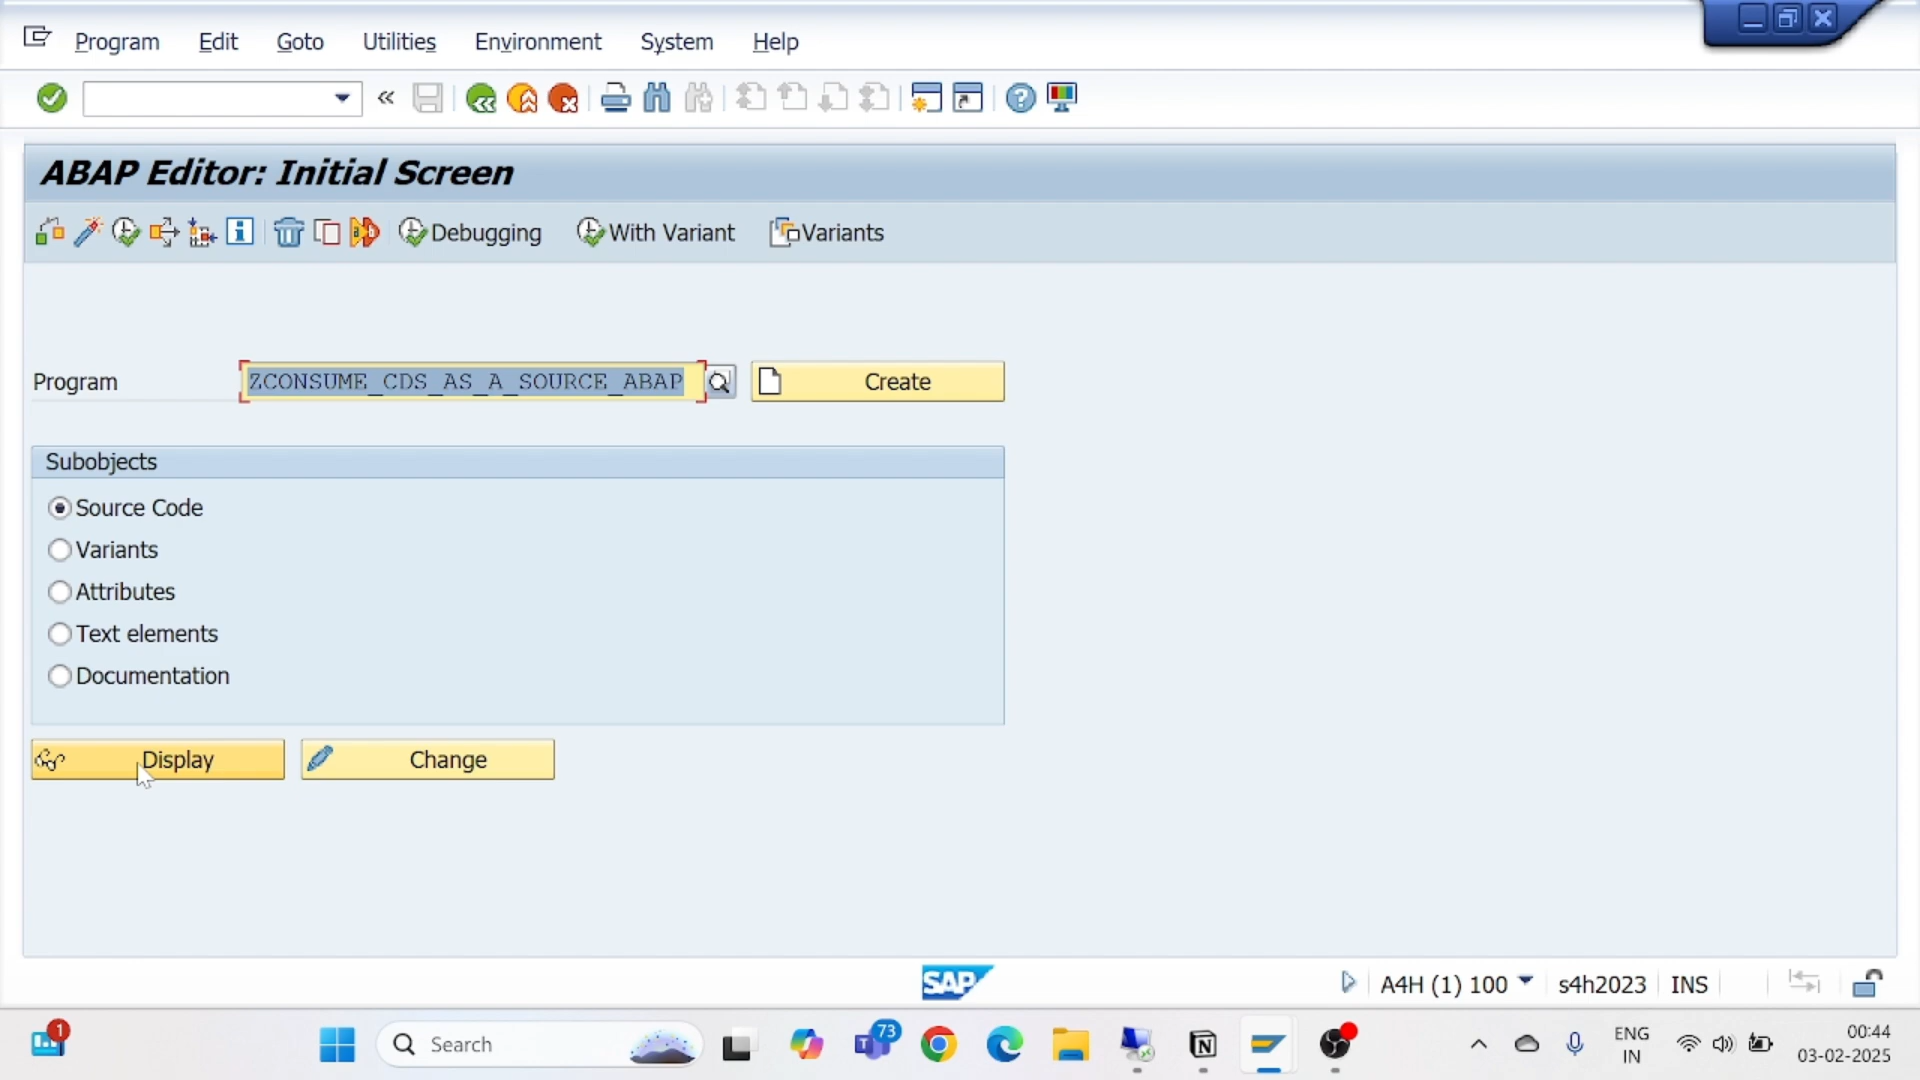 Program Edit Goto Utilities Environment System Help
ABAP Editor: Initial Screen
Debugging With Variant Variants
Program ZCONSUME_CDS_AS_A_SOURCE_ABAP Create
Subobjects
Source Code
Variants
Attributes
Text elements
Documentation
Display Change
SAP A4H (1) 100 s4h2023 INS
1 Search 73 ENG 00:44
IN 03-02-2025